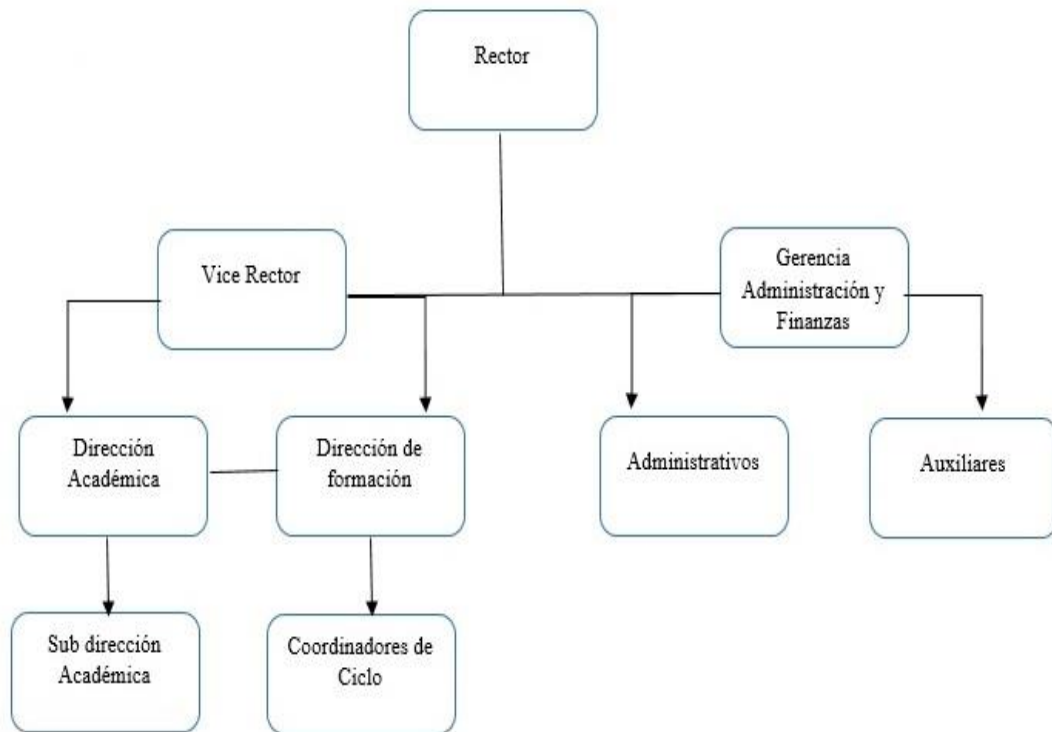 Rector
Vice Rector
Gerencia
Administración y
Finanzas
Dirección
Académica
Dirección de
formación
Administrativos
Auxiliares
Sub dirección
Académica
Coordinadores de
Ciclo